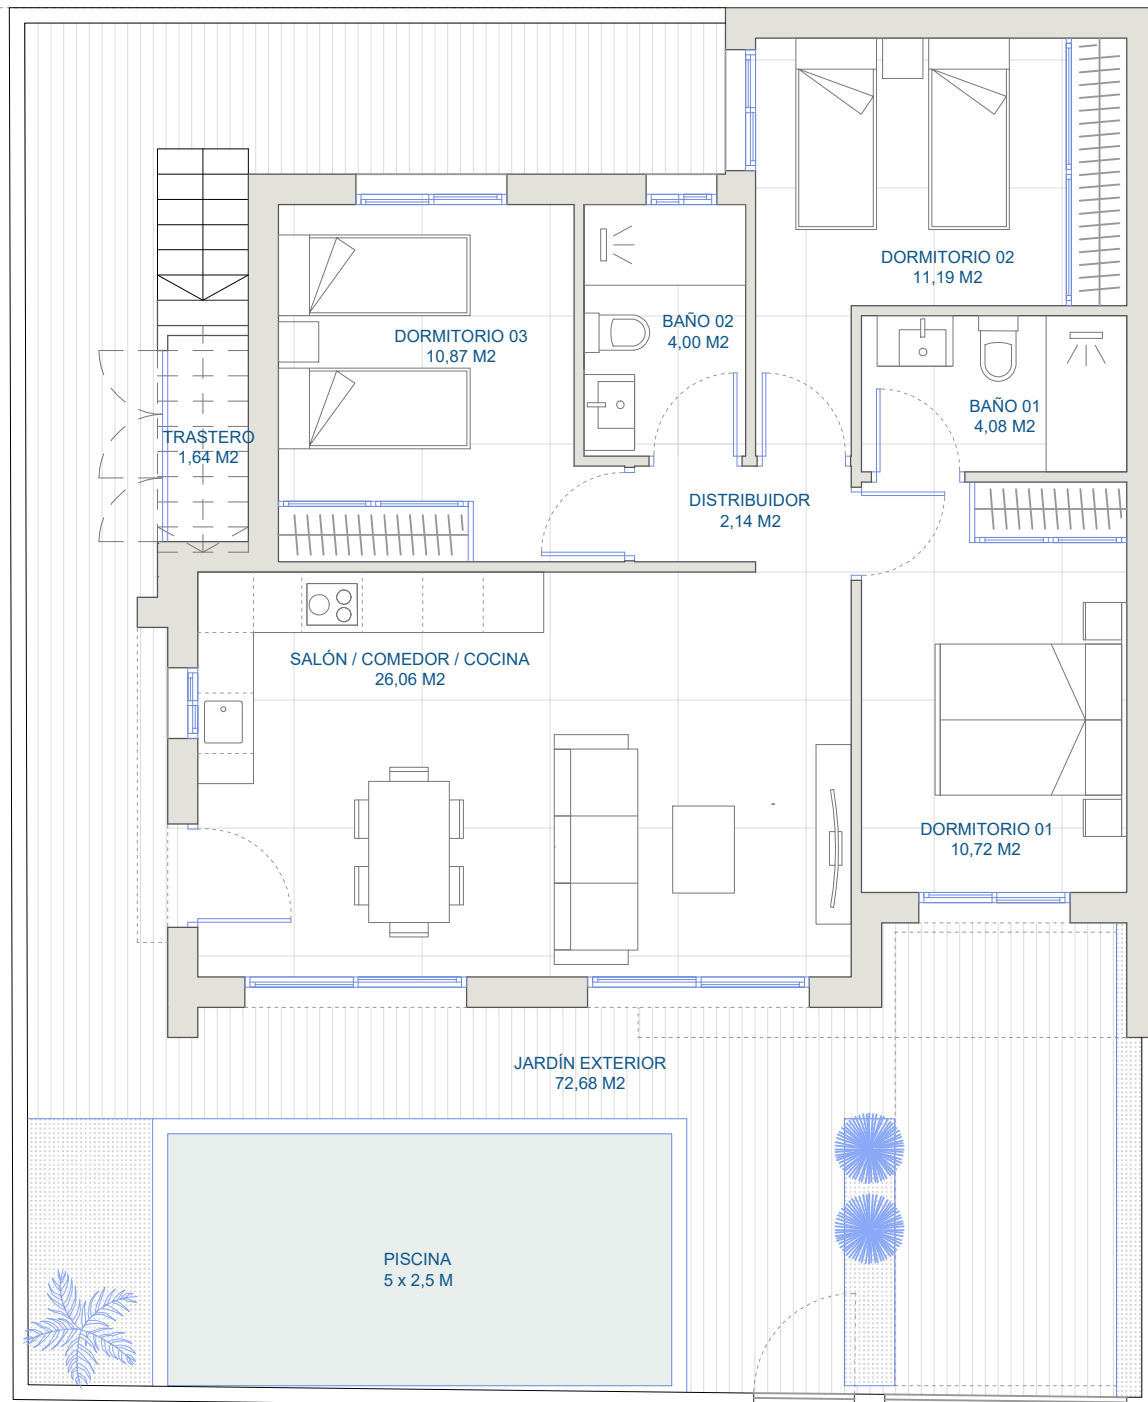 DORMITORIO 02
11,19 M2
DORMITORIO 03
10,87 M2
BAÑO 02
4,00 M2
BAÑO 01
4,08 M2
TRASTERO
1,64 M2
DISTRIBUIDOR
2,14 M2
SALÓN / COMEDOR / COCINA
26,06 M2
DORMITORIO 01
10,72 M2
JARDÍN EXTERIOR
72,68 M2
PISCINA
5 x 2,5 M